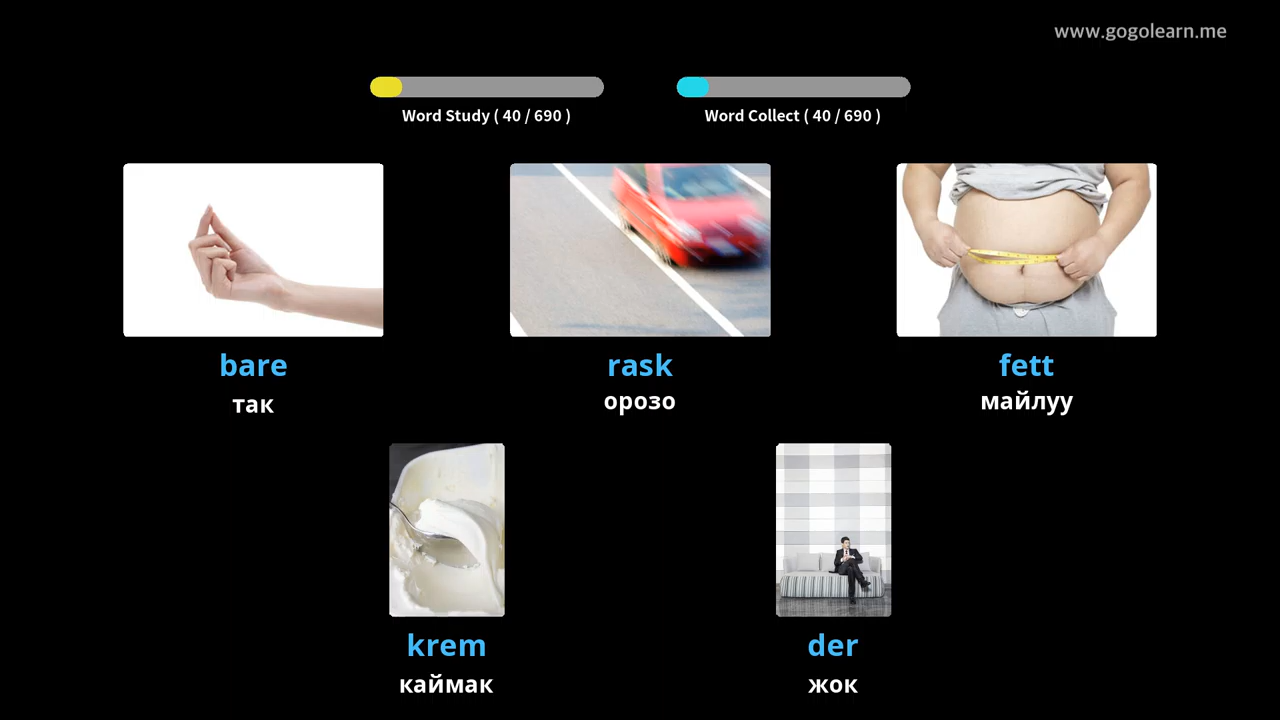 www.gogolearn.me
Word Study ( 40 / 690 )
Word Collect ( 40 / 690 )
bare
так
rask
орозо
fett
майлуу
krem
каймак
der
жок